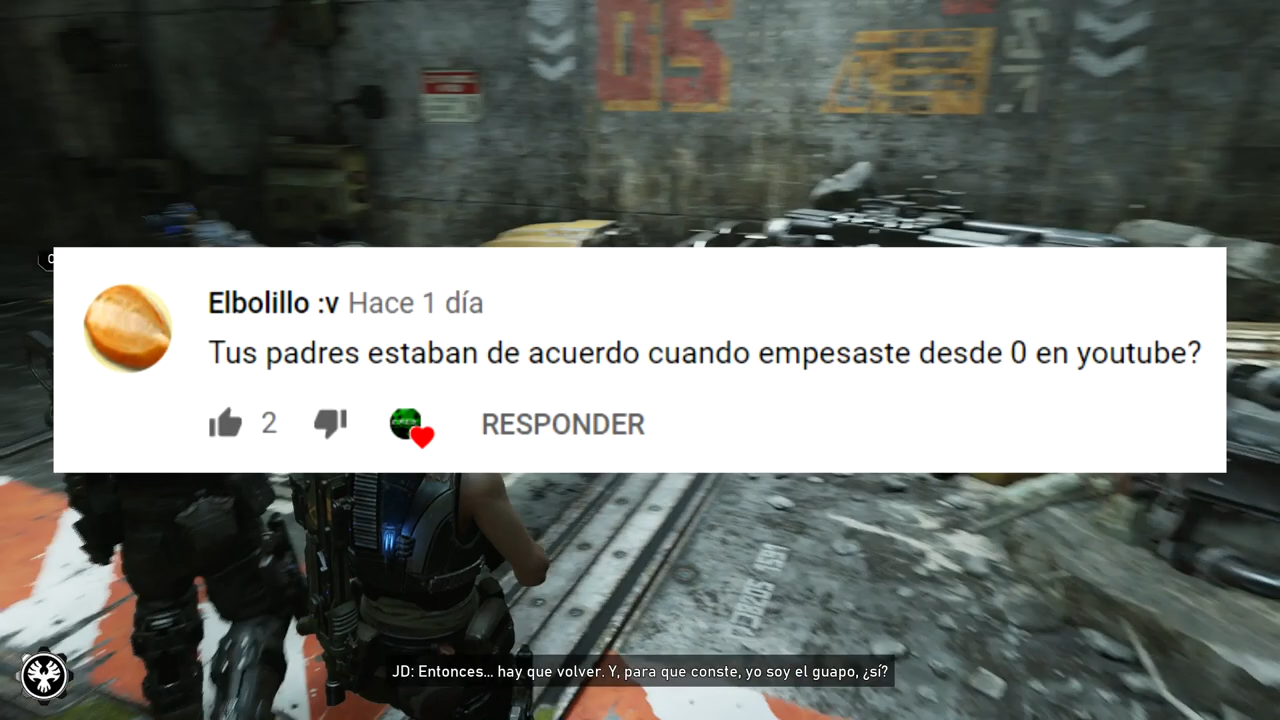 05
Elbolillo :v Hace 1 día
Tus padres estaban de acuerdo cuando empesaste desde 0 en youtube?
2
RESPONDER
JD: Entonces... hay que volver. Y, para que conste, yo soy el guapo, ¿sí?